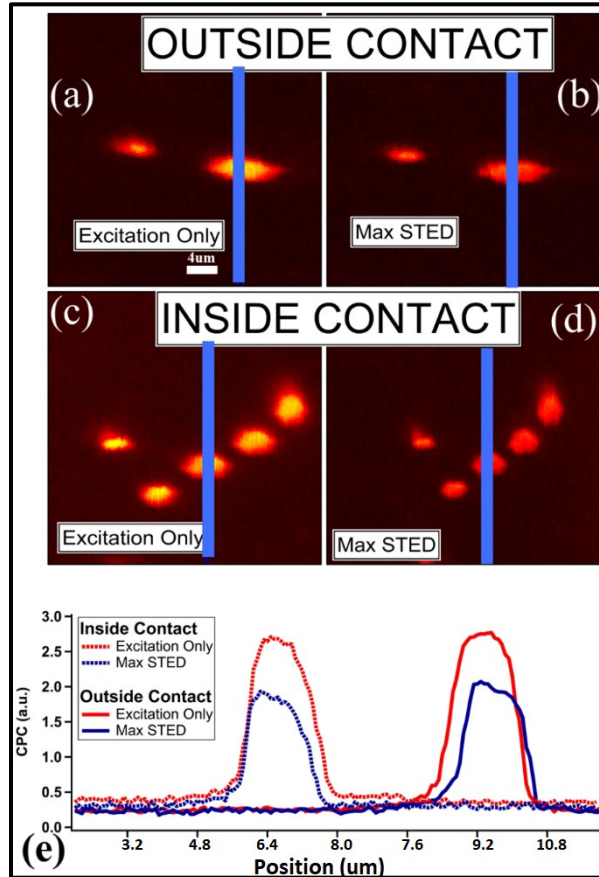 OUTSIDE CONTACT
(a)
(b)
Excitation Only
4um
Max STED
INSIDE CONTACT
(c)
(d)
Excitation Only
Max STED
3.0
2.5
2.0
1.5
1.0
0.5
0.0
CPC (a.u.)
Inside Contact
Excitation Only
Max STED
Outside Contact
Excitation Only
Max STED
3.2 4.8 6.4 8.0 7.6 9.2 10.8
(e)
Position (um)